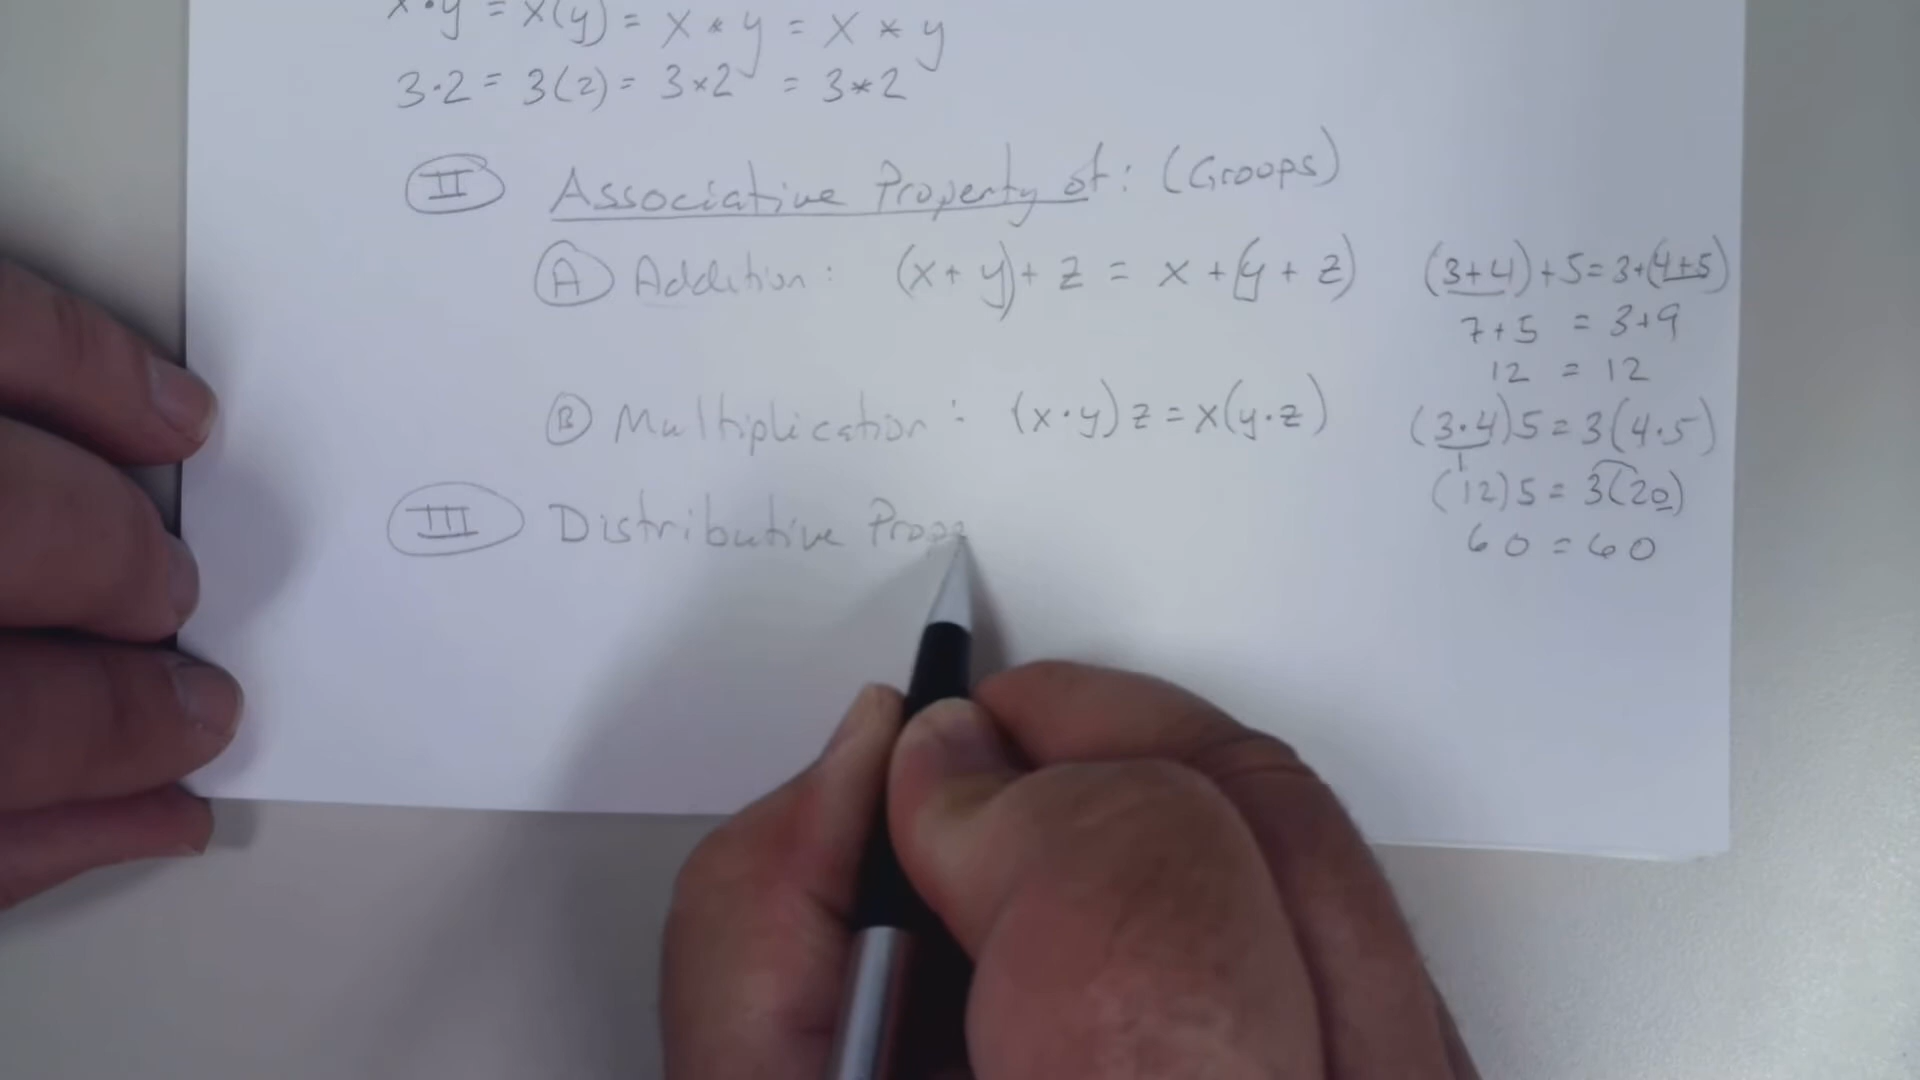 x·y = x(y) = x * y = x * y
3·2 = 3(2) = 3×2 = 3*2
II Associative Property of: (Groops)
A Addition: (x+y)+z = x+(y+z)
(3+4)+5=3+(4+5)
7+5 = 3+9
12 = 12
B Multiplication: (x·y)z=x(y·z)
(3·4)5=3(4·5)
(12)5=3(20)
60=60
III Distributive Prope